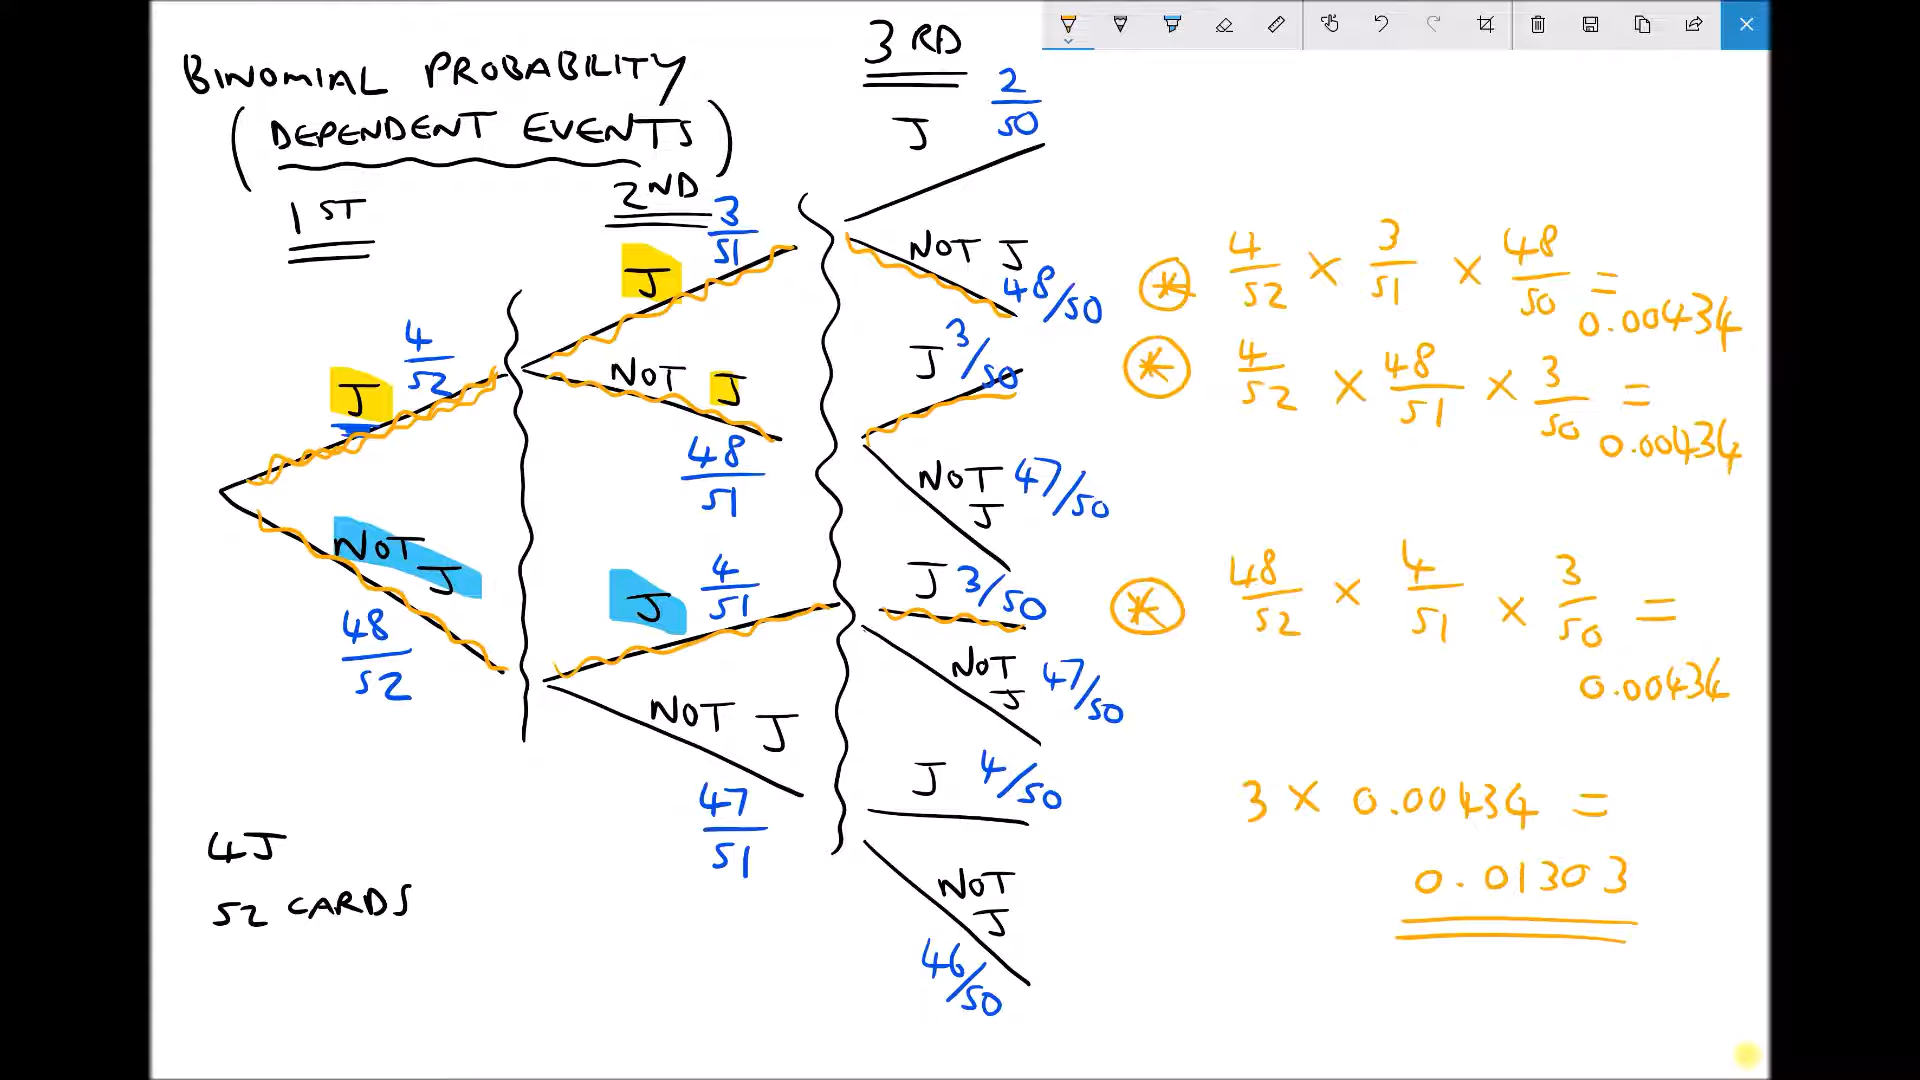 BINOMIAL PROBABILITY
(DEPENDENT EVENTS)
1ST
2ND
3RD
J 4/52
NOT J 48/52
J 3/51
NOT J 48/51
J 4/51
NOT J 47/51
J 2/50
NOT J 48/50
J 3/50
NOT J 47/50
J 3/50
NOT J 47/50
J 4/50
NOT J 46/50
4J
52 CARDS
* 4/52 × 3/51 × 48/50 = 0.00434
* 4/52 × 48/51 × 3/50 = 0.00434
* 48/52 × 4/51 × 3/50 = 0.00434
3 × 0.00434 =
0.01303